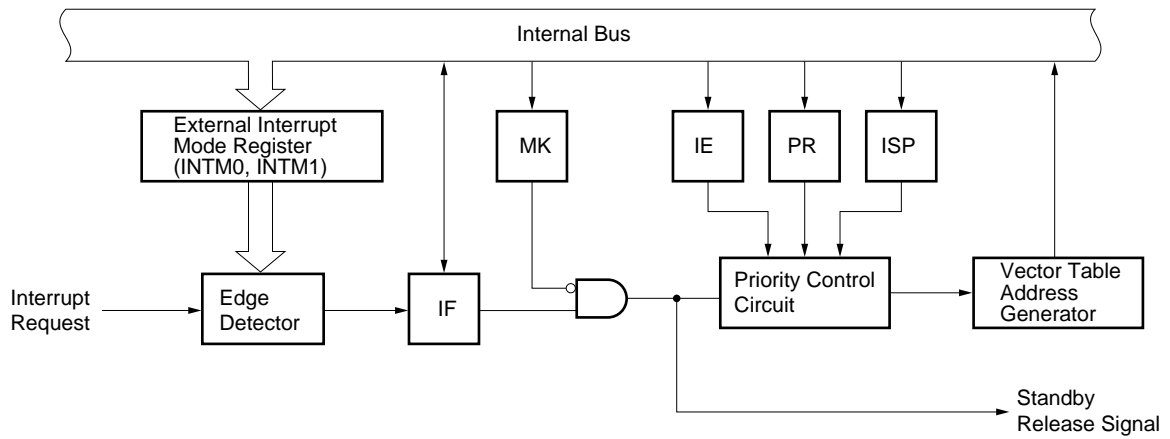 Internal Bus
External Interrupt
Mode Register
(INTM0, INTM1)
MK
IE
PR
ISP
Interrupt
Request
Edge
Detector
IF
Priority Control
Circuit
Vector Table
Address
Generator
Standby
Release Signal